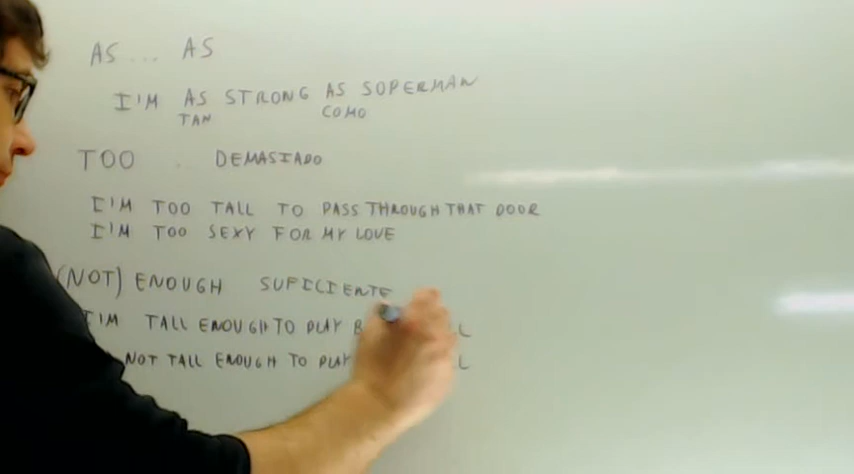 AS... AS
I'M AS STRONG AS SOPERMAN
TAN COMO
TOO . DEMASIADO
I'M TOO TALL TO PASS THROUGH THAT DOOR
I'M TOO SEXY FOR MY LOVE
(NOT) ENOUGH SUFICIENTE
I'M TALL ENOUGH TO PLAY
NOT TALL ENOUGH TO PLAY